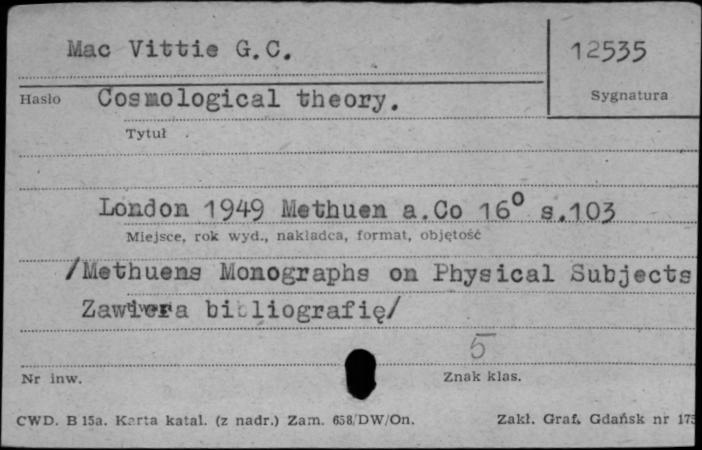 Mac Vittie G.C.
12535
Hasło Cosmological theory.
Sygnatura
Tytuł
London 1949 Methuen a.Co 16° s.103
Miejsce, rok wyd., nakładca, format, objętość
/Methuens Monographs on Physical Subjects
Zawiera bibliografię/
5
Nr inw.
Znak klas.
CWD. B 15a. Karta katal. (z nadr.) Zam. 658/DW/On.
Zakł. Graf. Gdańsk nr